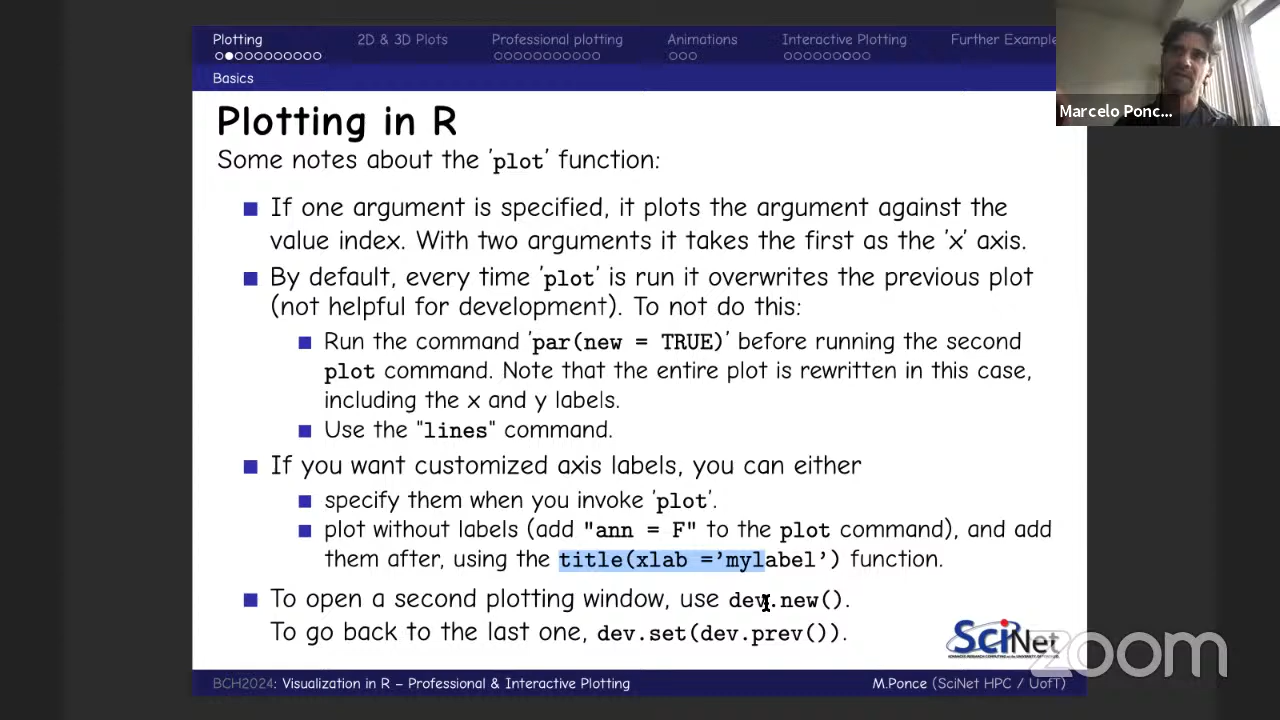 Plotting 2D & 3D Plots Professional plotting Animations Interactive Plotting Further Example
Basics
Marcelo Ponc...
Plotting in R
Some notes about the 'plot' function:
If one argument is specified, it plots the argument against the
value index. With two arguments it takes the first as the 'x' axis.
By default, every time 'plot' is run it overwrites the previous plot
(not helpful for development). To not do this:
Run the command 'par(new = TRUE)' before running the second
plot command. Note that the entire plot is rewritten in this case,
including the x and y labels.
Use the "lines" command.
If you want customized axis labels, you can either
specify them when you invoke 'plot'.
plot without labels (add "ann = F" to the plot command), and add
them after, using the title(xlab ='mylabel') function.
To open a second plotting window, use dev.new().
To go back to the last one, dev.set(dev.prev()).
SciNet
zoom
BCH2024: Visualization in R – Professional & Interactive Plotting M.Ponce (SciNet HPC / UofT)